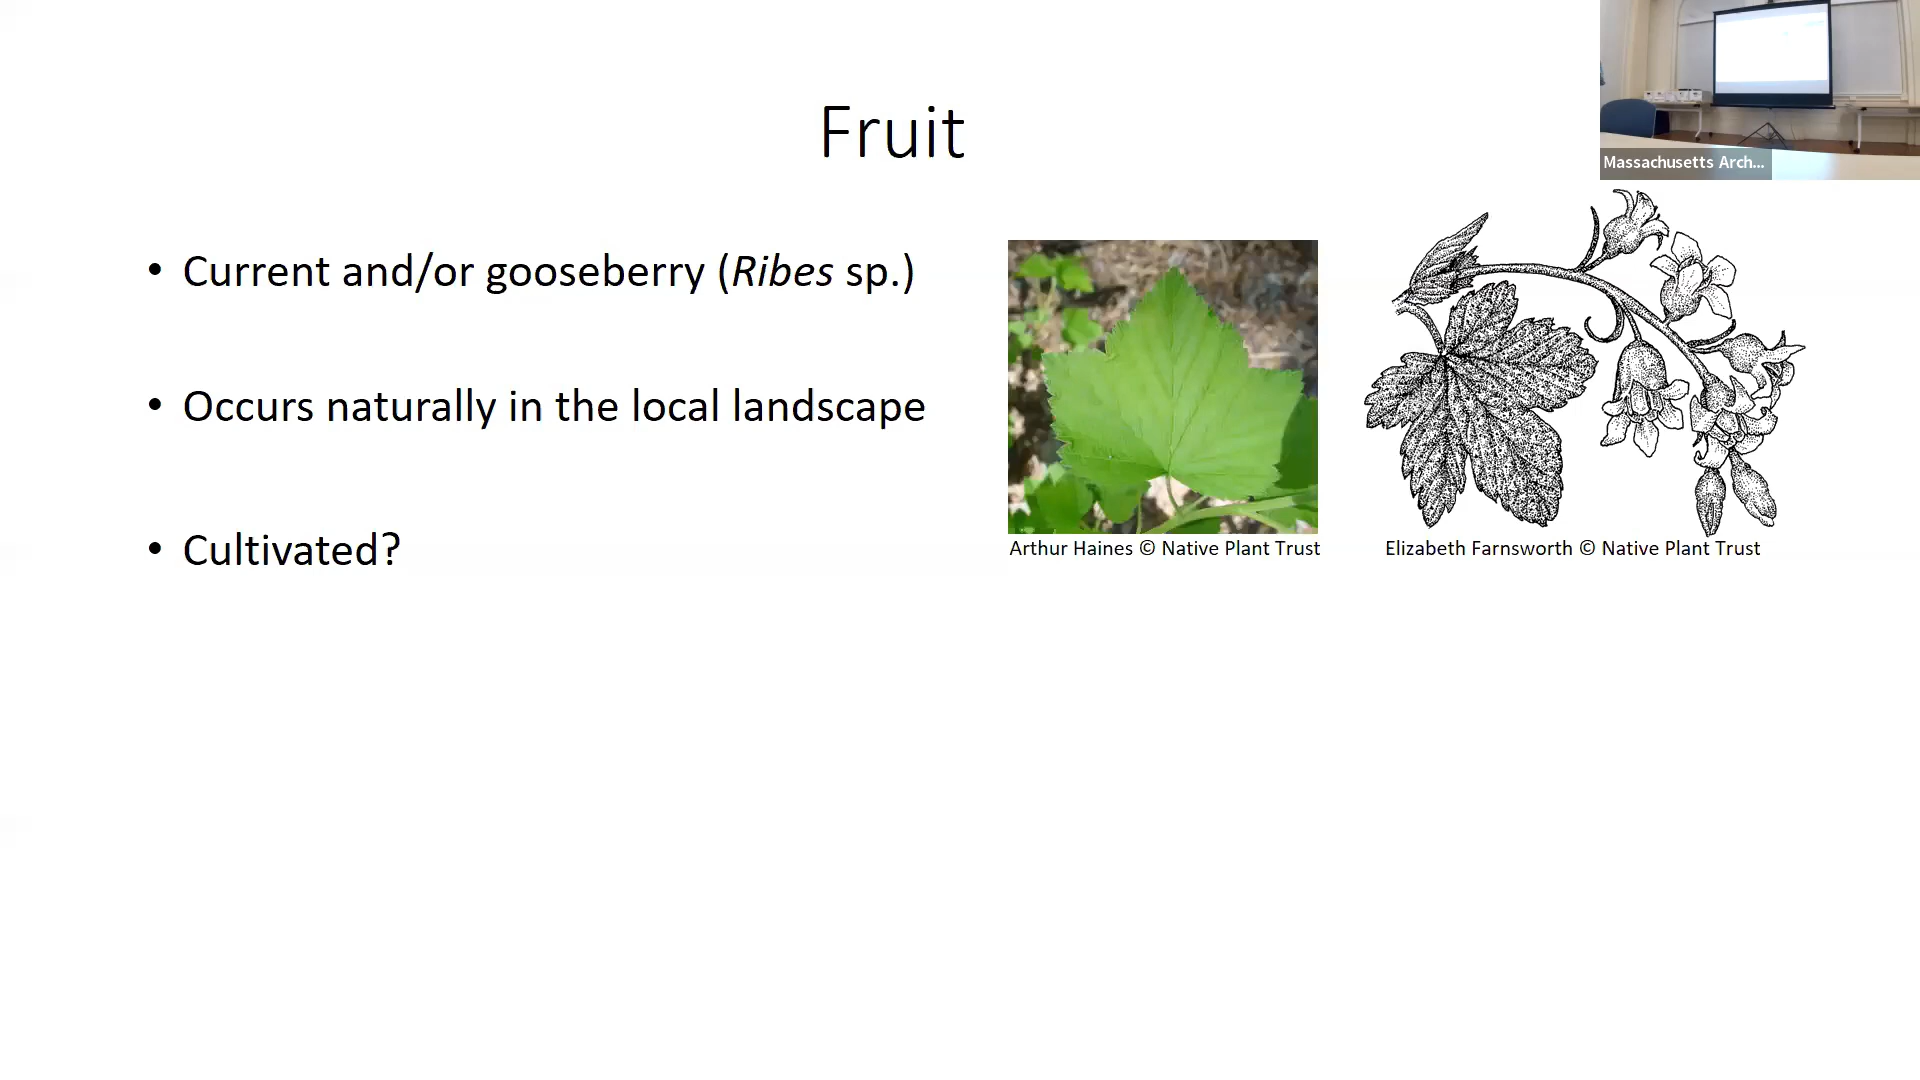 Massachusetts Arch...
Fruit
• Current and/or gooseberry (Ribes sp.)
• Occurs naturally in the local landscape
• Cultivated?
Arthur Haines © Native Plant Trust
Elizabeth Farnsworth © Native Plant Trust